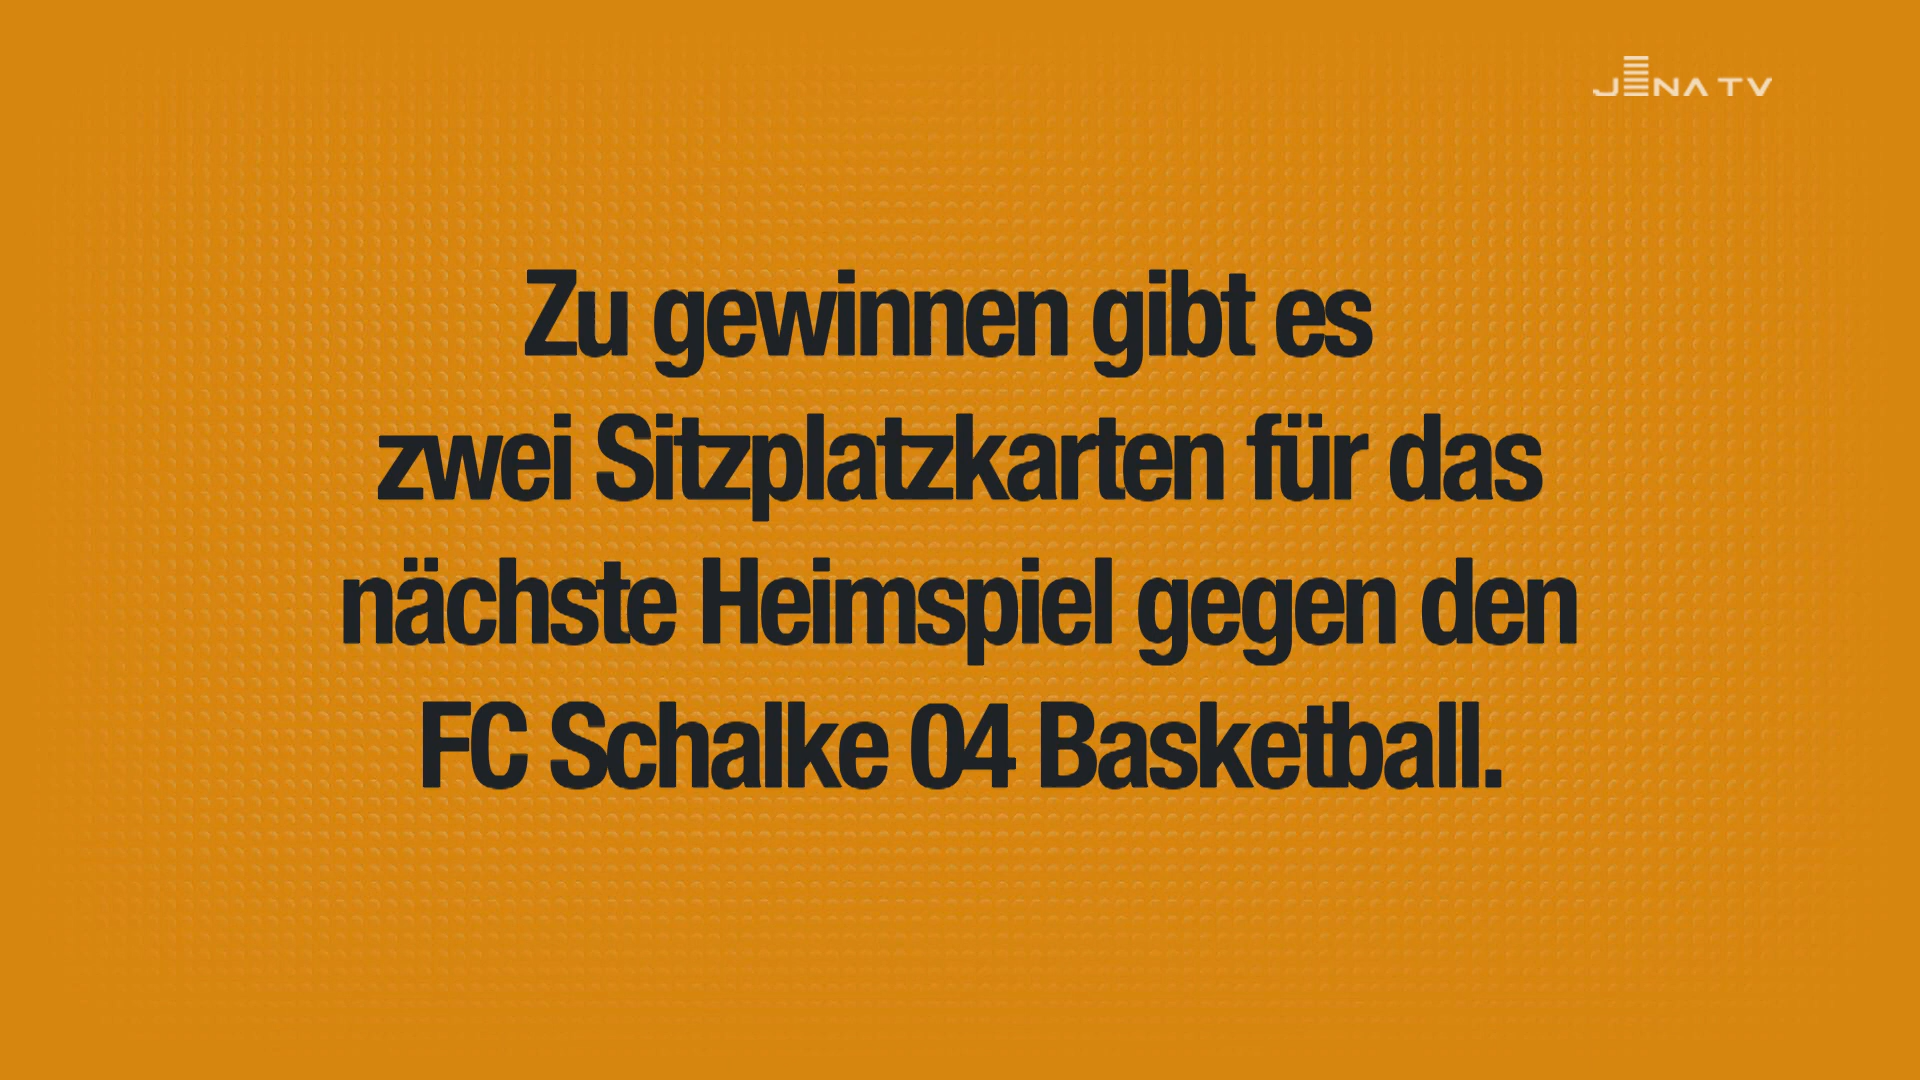 JENA TV
Zu gewinnen gibt es
zwei Sitzplatzkarten für das
nächste Heimspiel gegen den
FC Schalke 04 Basketball.